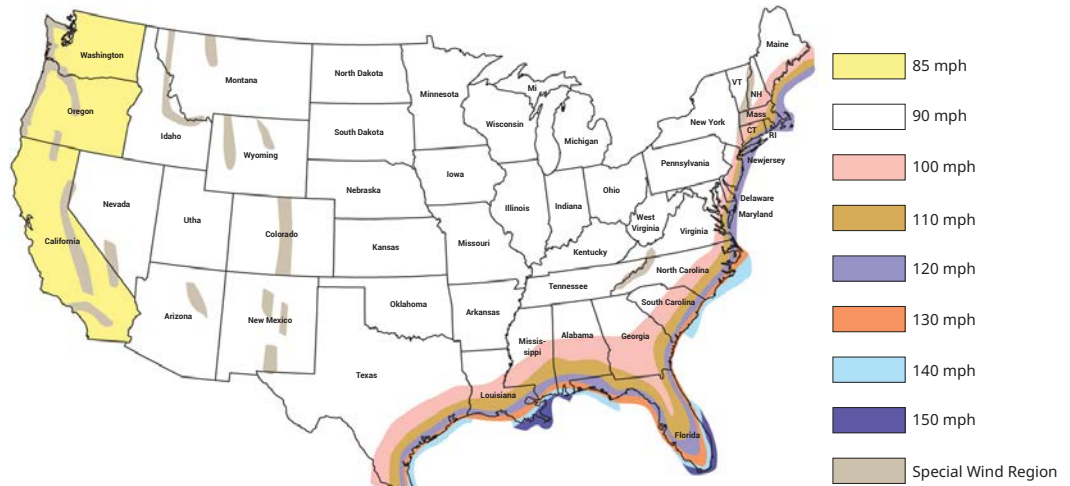 Washington
Oregon
California
Nevada
Idaho
Montana
Wyoming
Utha
Colorado
Arizona
New Mexico
North Dakota
South Dakota
Nebraska
Kansas
Oklahoma
Texas
Minnesota
Iowa
Missouri
Arkansas
Louisiana
Wisconsin
Illinois
Mi
Michigan
Indiana
Ohio
Kentucky
Tennessee
Missis-
sippi
Alabama
Georgia
Florida
South Carolina
North Carolina
Virginia
West
Virginia
Pennsylvania
New York
VT
NH
Maine
Mass
CT
RI
Newjersey
Delaware
Maryland
85 mph
90 mph
100 mph
110 mph
120 mph
130 mph
140 mph
150 mph
Special Wind Region